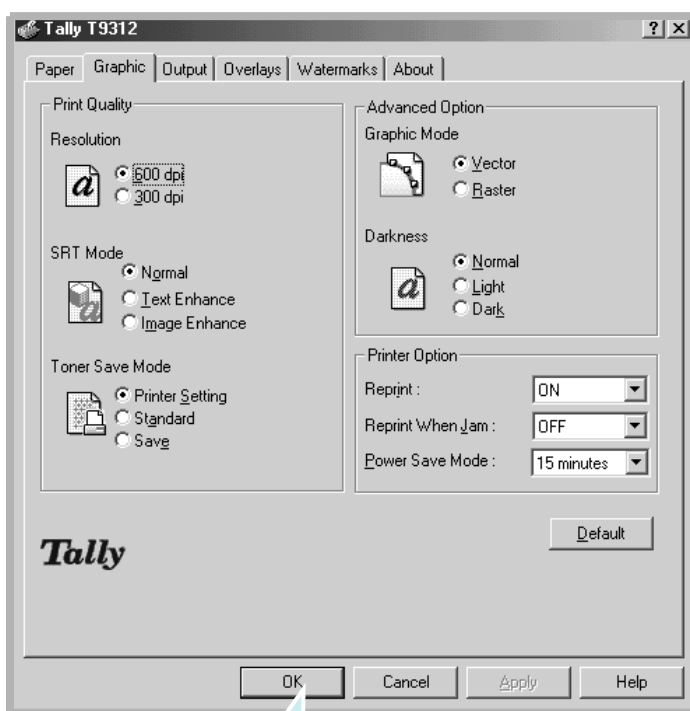 Tally T9312
Paper Graphic Output Overlays Watermarks About
Print Quality
Resolution
600 dpi
300 dpi
SRT Mode
Normal
Text Enhance
Image Enhance
Toner Save Mode
Printer Setting
Standard
Save
Advanced Option
Graphic Mode
Vector
Raster
Darkness
Normal
Light
Dark
Printer Option
Reprint : ON
Reprint When Jam : OFF
Power Save Mode : 15 minutes
Default
Tally
OK Cancel Apply Help